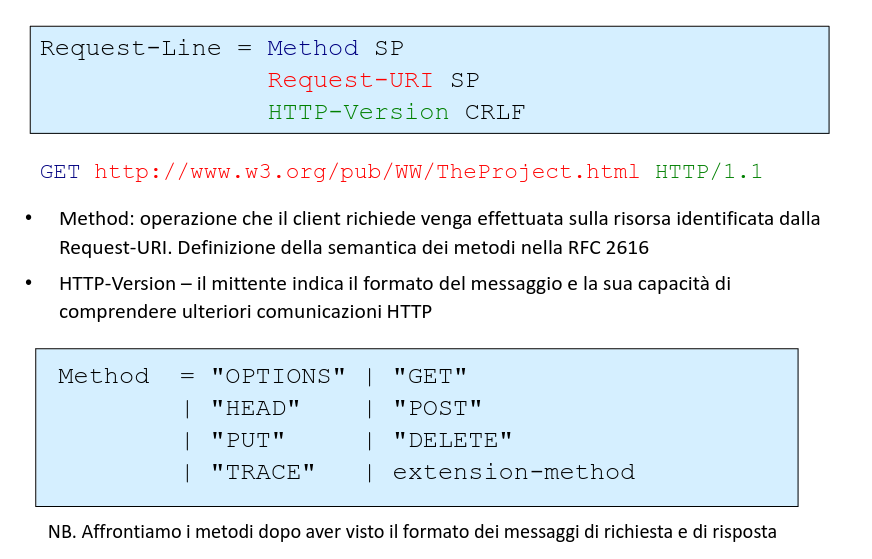 Request-Line = Method SP
Request-URI SP
HTTP-Version CRLF
GET http://www.w3.org/pub/WW/TheProject.html HTTP/1.1
• Method: operazione che il client richiede venga effettuata sulla risorsa identificata dalla
Request-URI. Definizione della semantica dei metodi nella RFC 2616
• HTTP-Version – il mittente indica il formato del messaggio e la sua capacità di
comprendere ulteriori comunicazioni HTTP
Method = "OPTIONS" | "GET"
| "HEAD" | "POST"
| "PUT" | "DELETE"
| "TRACE" | extension-method
NB. Affrontiamo i metodi dopo aver visto il formato dei messaggi di richiesta e di risposta